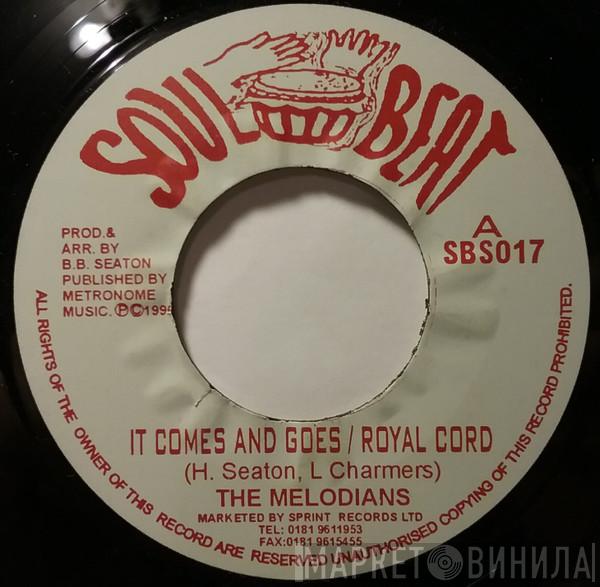 SOUL BEAT
A
SBS017
PROD.&
ARR. BY
B.B. SEATON
PUBLISHED BY
METRONOME
MUSIC. ℗©1995
IT COMES AND GOES / ROYAL CORD
(H. Seaton, L Charmers)
THE MELODIANS
MARKETED BY SPRINT RECORDS LTD
TEL: 0181 9611953
FAX:0181 9615455
ALL RIGHTS OF THE OWNER OF THIS RECORD ARE RESERVED UNAUTHORISED COPYING OF THIS RECORD PROHIBITED.
МАРКЕТ ВИНИЛА